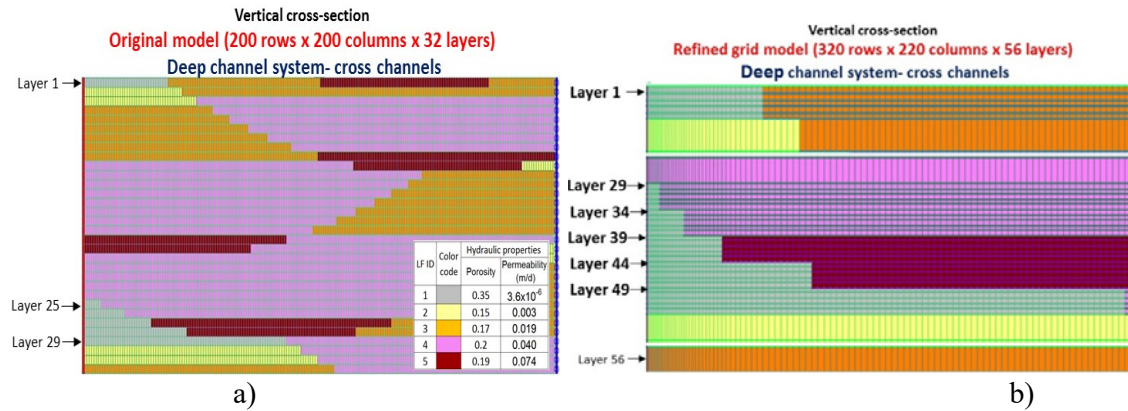 Vertical cross-section
Original model (200 rows x 200 columns x 32 layers)
Deep channel system- cross channels
Layer 1
Layer 25
Layer 29
LF ID Color code Hydraulic properties
Porosity Permeability (m/d)
1 0.35 3.6x10⁻⁶
2 0.15 0.003
3 0.17 0.019
4 0.2 0.040
5 0.19 0.074
a)
Vertical cross-section
Refined grid model (320 rows x 220 columns x 56 layers)
Deep channel system- cross channels
Layer 1
Layer 29
Layer 34
Layer 39
Layer 44
Layer 49
Layer 56
b)